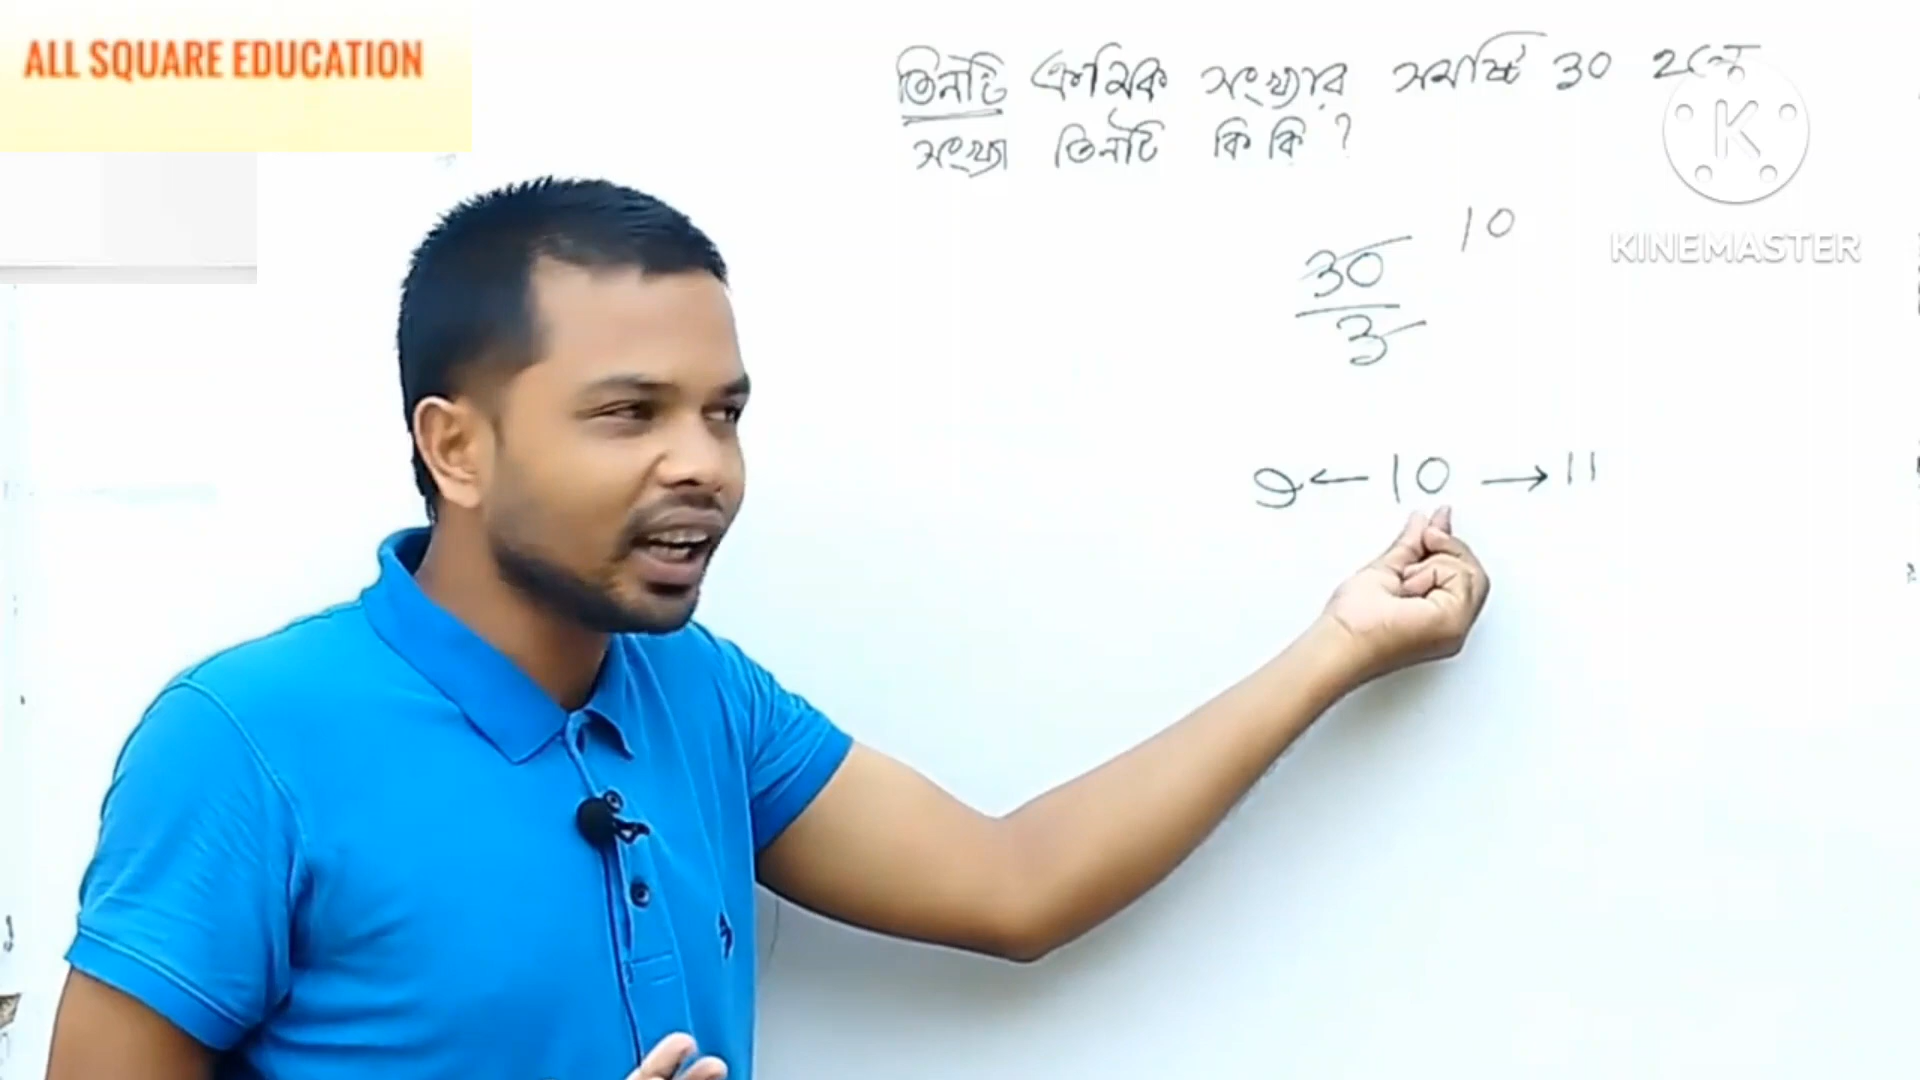 ALL SQUARE EDUCATION
তিনটি ক্রমিক সংখ্যার সমষ্টি 30 হলে
সংখ্যা তিনটি কি কি ?
K
KINEMASTER
30 10
3
9 ← 10 → 11